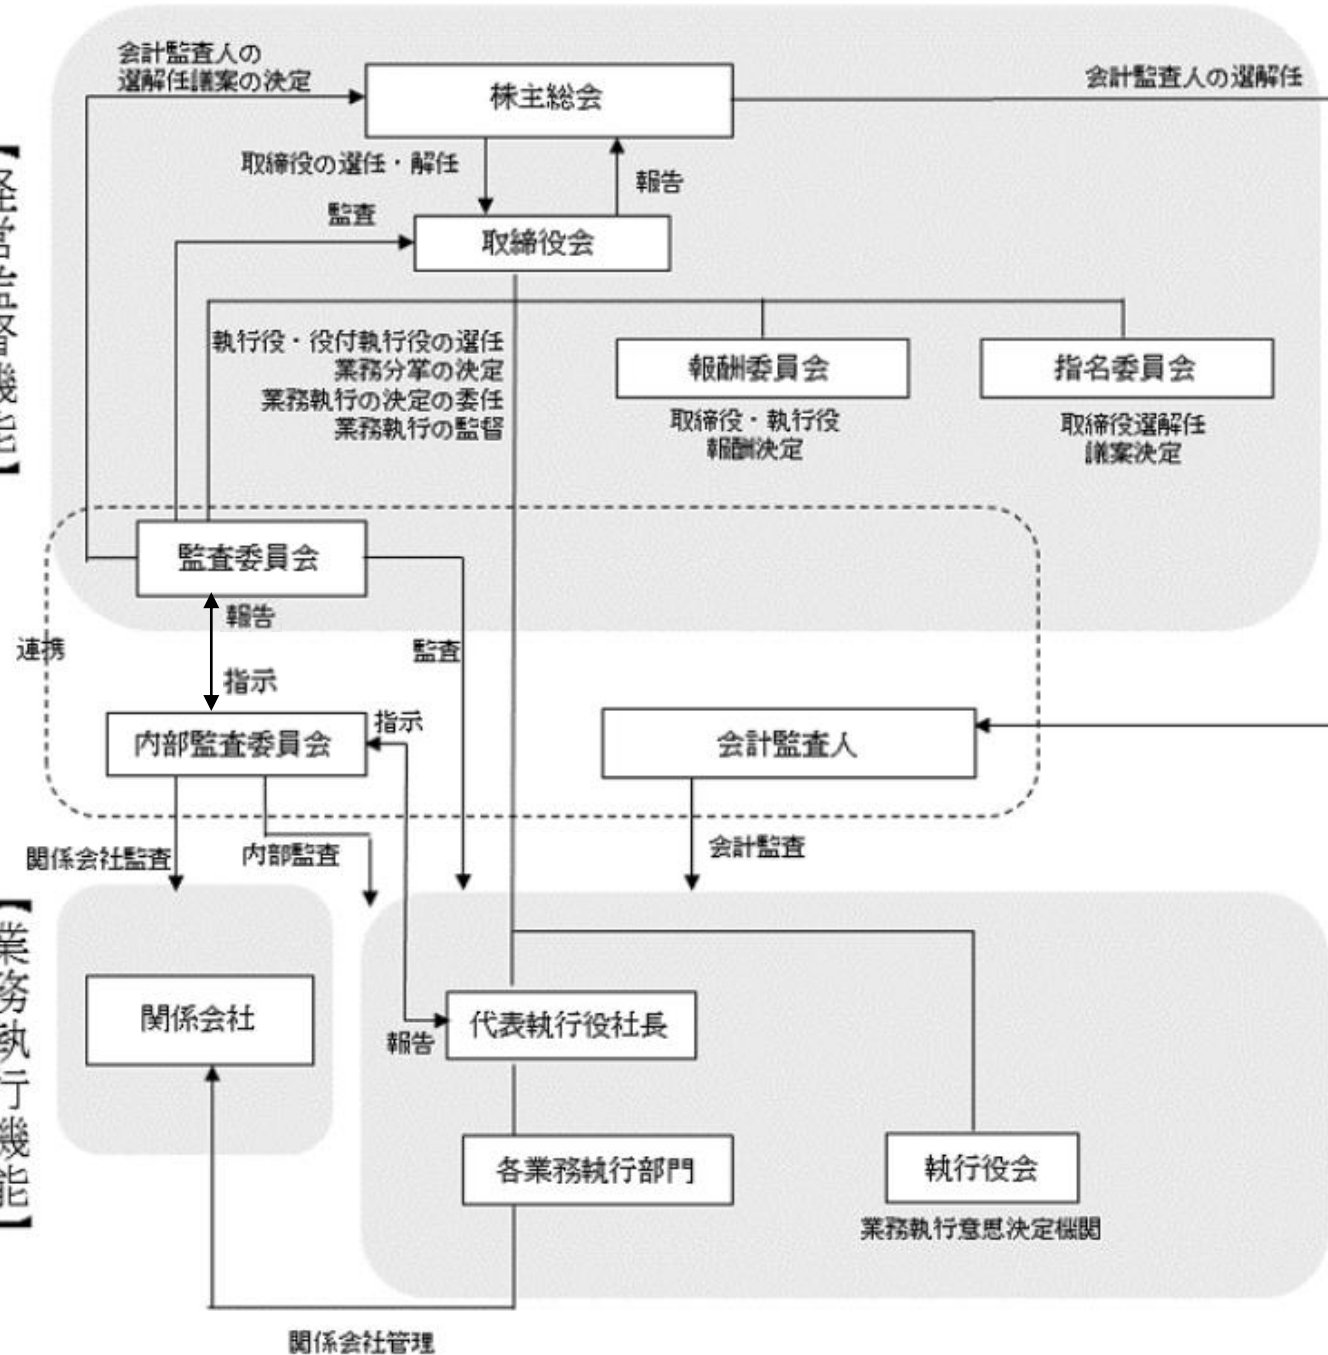 会計監査人の
選解任議案の決定
株主総会
会計監査人の選解任
取締役の選任・解任
報告
監査
取締役会
【経営監督機能】
執行役・役付執行役の選任
業務分掌の決定
業務執行の決定の委任
業務執行の監督
報酬委員会
取締役・執行役
報酬決定
指名委員会
取締役選解任
議案決定
監査委員会
報告
連携
監査
指示
内部監査委員会
指示
会計監査人
関係会社監査
内部監査
会計監査
【業務執行機能】
関係会社
代表執行役社長
報告
各業務執行部門
執行役会
業務執行意思決定機関
関係会社管理